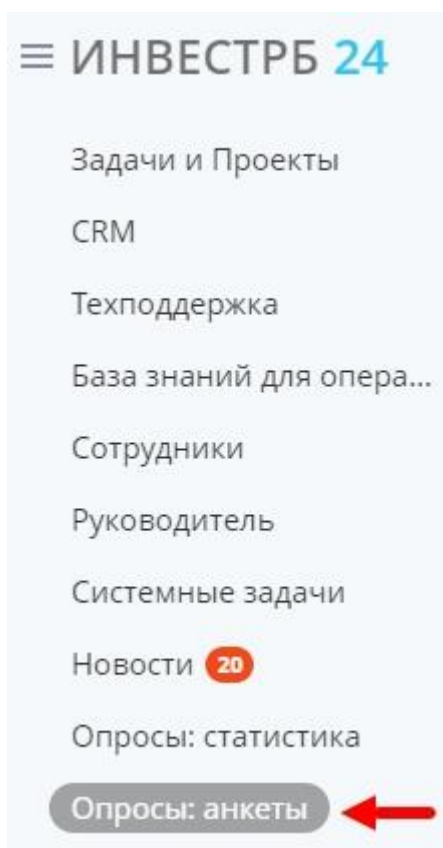 ИНВЕСТРБ 24
Задачи и Проекты
CRM
Техподдержка
База знаний для опера...
Сотрудники
Руководитель
Системные задачи
Новости 20
Опросы: статистика
Опросы: анкеты